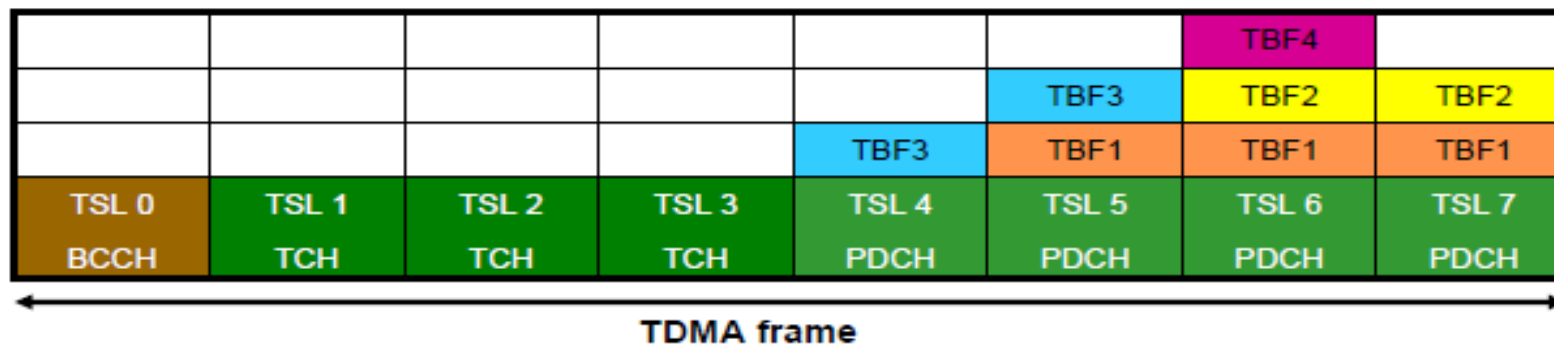 TBF4
TBF3 TBF2 TBF2
TBF3 TBF1 TBF1 TBF1
TSL 0 TSL 1 TSL 2 TSL 3 TSL 4 TSL 5 TSL 6 TSL 7
BCCH TCH TCH TCH PDCH PDCH PDCH PDCH
TDMA frame